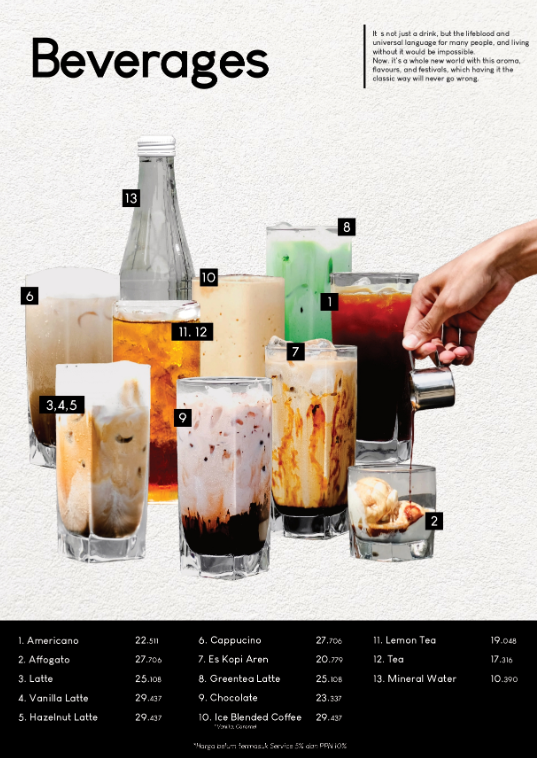 Beverages
It s not just a drink, but the lifeblood and
universal language for many people, and living
without it would be impossible.
Now, it's a whole new world with this aroma,
flavours, and festivals, which having it the
classic way will never go wrong.
13
8
10
6
1
11. 12
7
3,4,5
9
2
1. Americano 22.511
2. Affogato 27.706
3. Latte 25.108
4. Vanilla Latte 29.437
5. Hazelnut Latte 29.437
6. Cappucino 27.706
7. Es Kopi Aren 20.779
8. Greentea Latte 25.108
9. Chocolate 23.337
10. Ice Blended Coffee 29.437
*Vanilla, Caramel
11. Lemon Tea 19.048
12. Tea 17.316
13. Mineral Water 10.390
*Harga belum Termasuk Service 5% dan PPN 10%